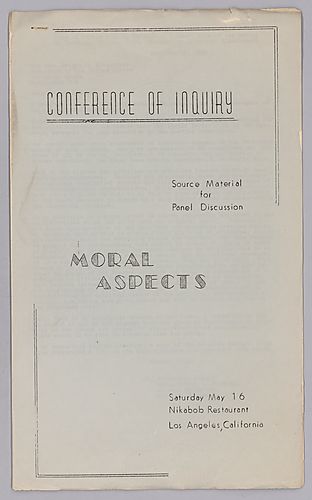 CONFERENCE OF INQUIRY
Source Material
for
Panel Discussion
MORAL
ASPECTS
Saturday May 16
Nikabob Restaurant
Los Angeles, California